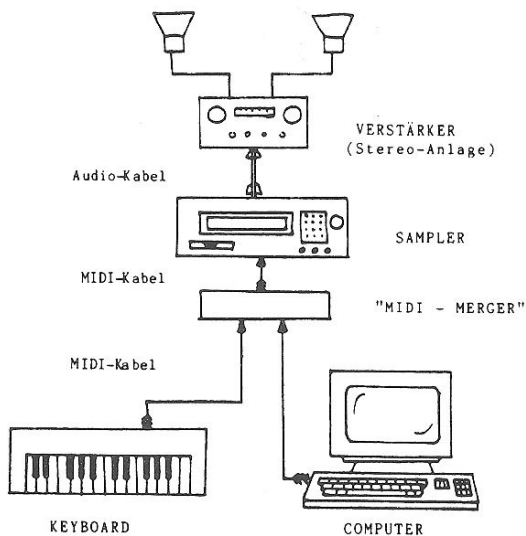 VERSTÄRKER
(Stereo-Anlage)
Audio-Kabel
SAMPLER
MIDI-Kabel
"MIDI - MERGER"
MIDI-Kabel
KEYBOARD
COMPUTER